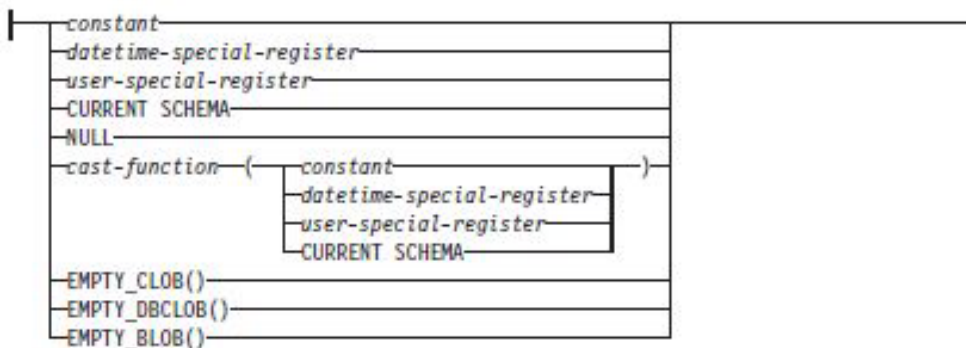 constant
datetime-special-register
user-special-register
CURRENT SCHEMA
NULL
cast-function ( constant )
datetime-special-register
user-special-register
CURRENT SCHEMA
EMPTY_CLOB()
EMPTY_DBCLOB()
EMPTY_BLOB()